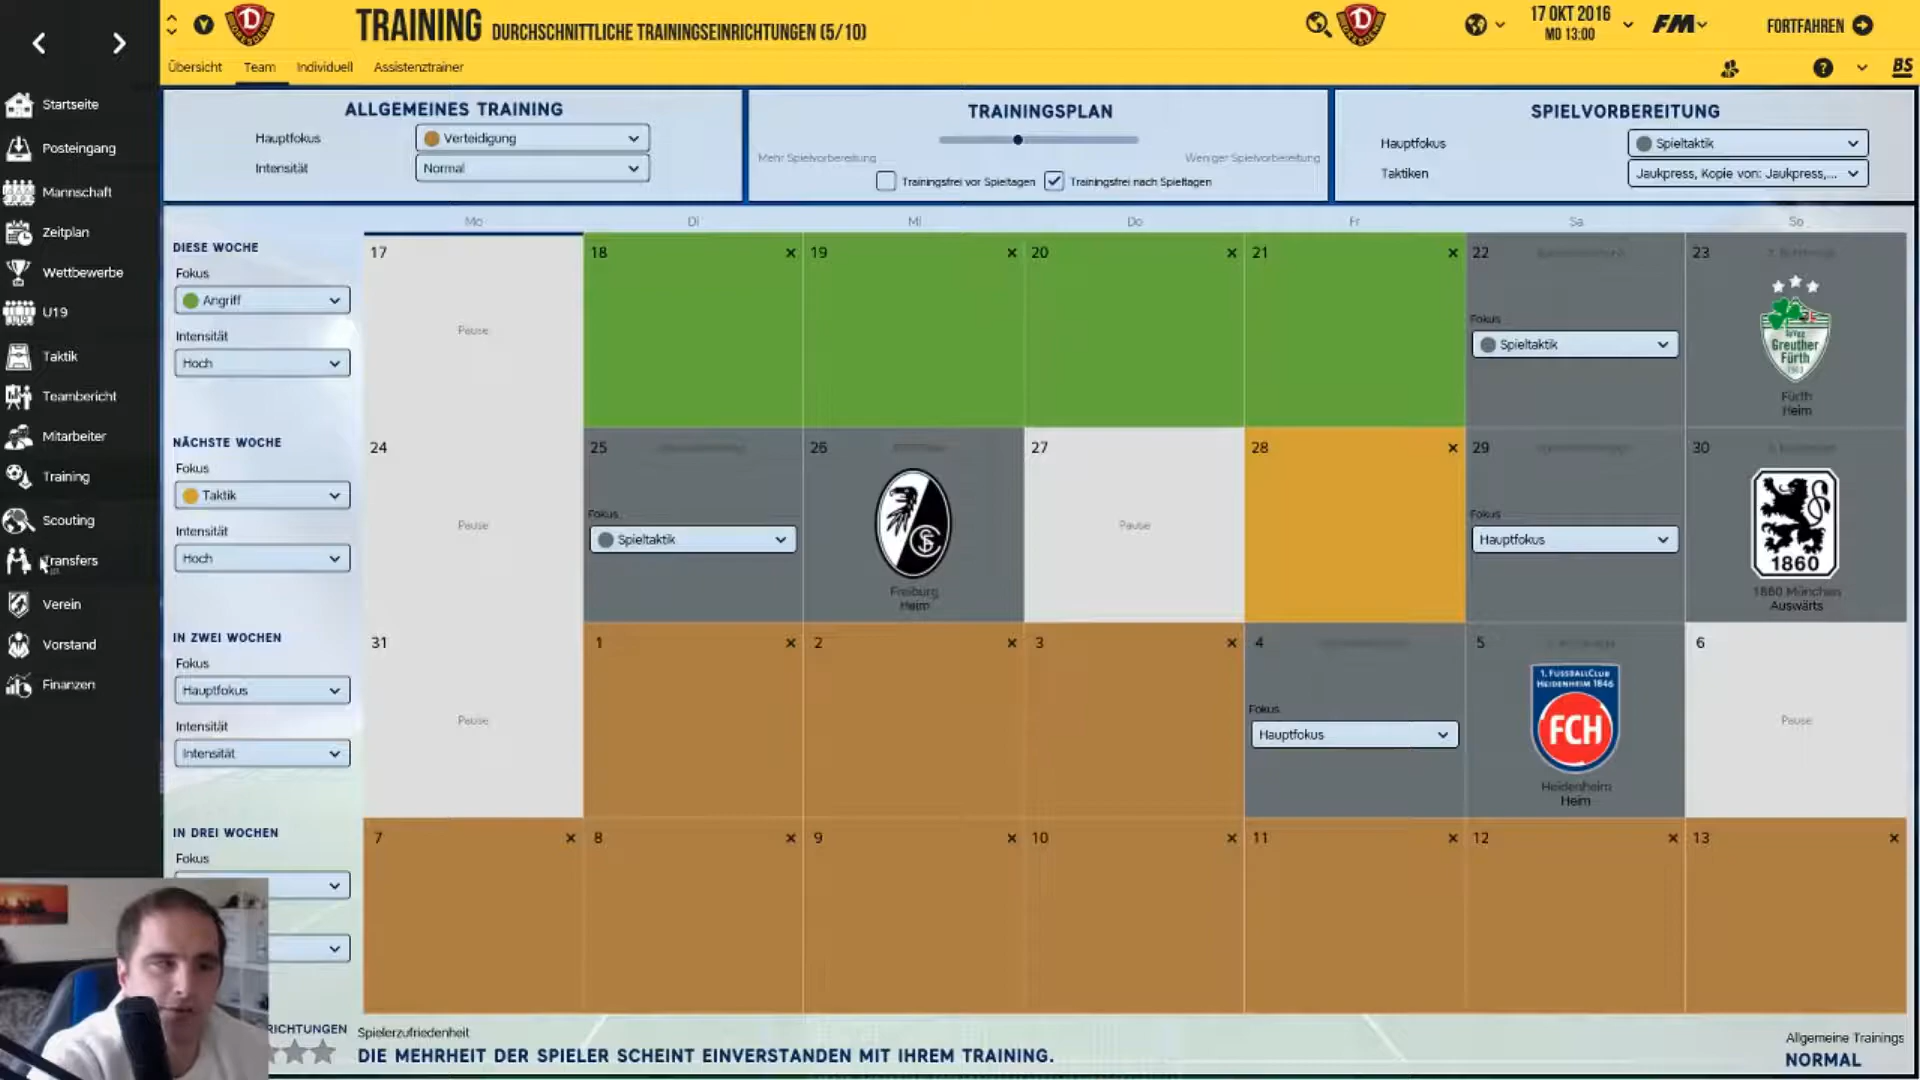 TRAINING DURCHSCHNITTLICHE TRAININGSEINRICHTUNGEN (5/10)
17 OKT 2016
MO 13:00
FM
FORTFAHREN
Übersicht Team Individuell Assistenztrainer
BS
Startseite
Posteingang
Mannschaft
Zeitplan
Wettbewerbe
U19
Taktik
Teambericht
Mitarbeiter
Training
Scouting
Transfers
Verein
Vorstand
Finanzen
ALLGEMEINES TRAINING
Hauptfokus Verteidigung
Intensität Normal
TRAININGSPLAN
Mehr Spielvorbereitung Weniger Spielvorbereitung
Trainingsfrei vor Spieltagen Trainingsfrei nach Spieltagen
SPIELVORBEREITUNG
Hauptfokus Spieltaktik
Taktiken Jaukpress, Kopie von: Jaukpress,...
Mo Di Mi Do Fr Sa So
DIESE WOCHE
Fokus
Angriff
Intensität
Hoch
17 Pause
18 19 20 21
22 Fokus
Spieltaktik
23
Greuther
Fürth
Fürth
Heim
NÄCHSTE WOCHE
Fokus
Taktik
Intensität
Hoch
24 Pause
25 Fokus
Spieltaktik
26
Freiburg
Heim
27 Pause
28
29 Fokus
Hauptfokus
30
1860
1860 München
Auswärts
IN ZWEI WOCHEN
Fokus
Hauptfokus
Intensität
Intensität
31 Pause
1 2 3
4 Fokus
Hauptfokus
5
1. FUSSBALLCLUB
HEIDENHEIM 1846
FCH
Heidenheim
Heim
6 Pause
IN DREI WOCHEN
Fokus
7 8 9 10 11 12 13
RICHTUNGEN
Spielerzufriedenheit
DIE MEHRHEIT DER SPIELER SCHEINT EINVERSTANDEN MIT IHREM TRAINING.
Allgemeine Trainings
NORMAL